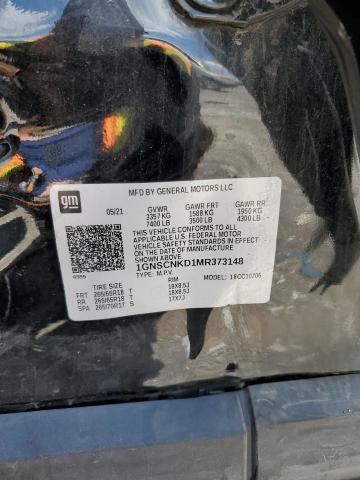 gm
MFD BY GENERAL MOTORS LLC
05/21 GVWR GAWR FRT GAWR RR
3357 KG 1588 KG 1950 KG
7400 LB 3500 LB 4300 LB
THIS VEHICLE CONFORMS TO ALL
APPLICABLE U.S. FEDERAL MOTOR
VEHICLE SAFETY STANDARDS IN EFFECT
ON THE DATE OF MANUFACTURE
SHOWN ABOVE.
1GNSCNKD1MR373148
TYPE: M.P.V. 18CC10706
TIRE SIZE RIM
FRT 265/65R18 T 18X8.5J
RR 265/65R18 T 18X8.5J
SPA 265/70R17 S 17X7J